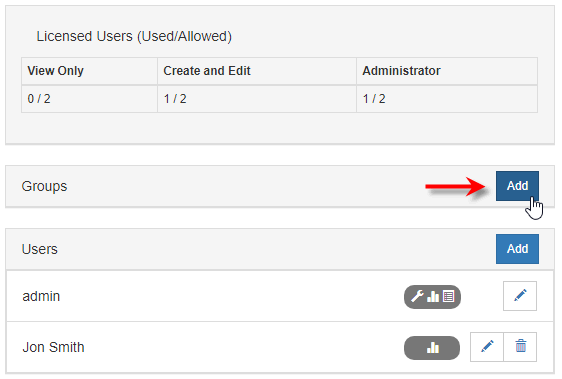 Licensed Users (Used/Allowed)
View Only Create and Edit Administrator
0 / 2 1 / 2 1 / 2
Groups Add
Users Add
admin
Jon Smith